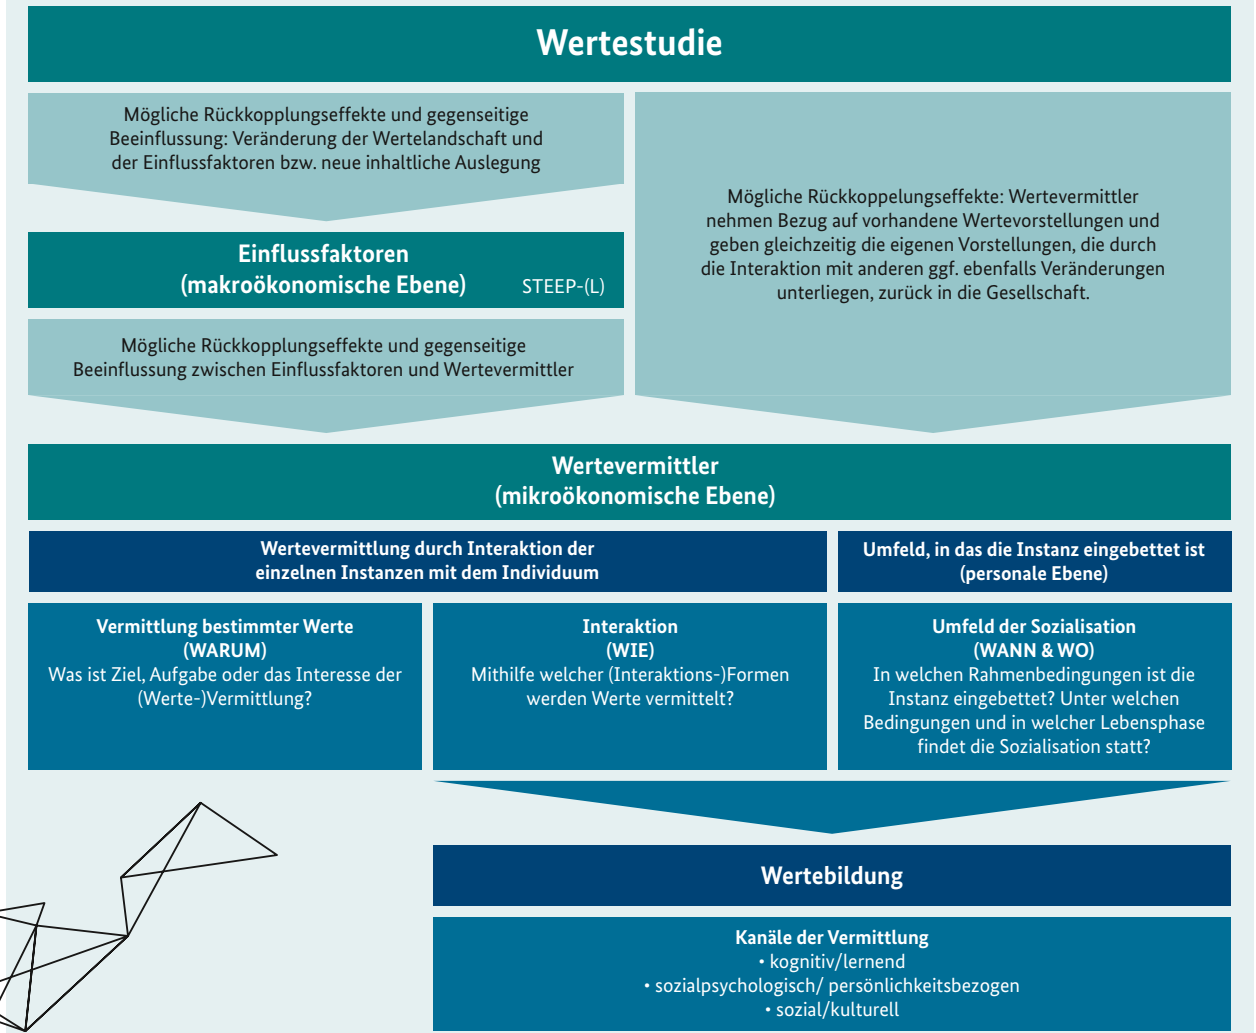 Wertestudie
Mögliche Rückkopplungseffekte und gegenseitige
Beeinflussung: Veränderung der Wertelandschaft und
der Einflussfaktoren bzw. neue inhaltliche Auslegung
Mögliche Rückkoppelungseffekte: Wertevermittler
nehmen Bezug auf vorhandene Wertevorstellungen und
geben gleichzeitig die eigenen Vorstellungen, die durch
die Interaktion mit anderen ggf. ebenfalls Veränderungen
unterliegen, zurück in die Gesellschaft.
Einflussfaktoren
(makroökonomische Ebene) STEEP-(L)
Mögliche Rückkopplungseffekte und gegenseitige
Beeinflussung zwischen Einflussfaktoren und Wertevermittler
Wertevermittler
(mikroökonomische Ebene)
Wertevermittlung durch Interaktion der
einzelnen Instanzen mit dem Individuum
Umfeld, in das die Instanz eingebettet ist
(personale Ebene)
Vermittlung bestimmter Werte
(WARUM)
Was ist Ziel, Aufgabe oder das Interesse der
(Werte-)Vermittlung?
Interaktion
(WIE)
Mithilfe welcher (Interaktions-)Formen
werden Werte vermittelt?
Umfeld der Sozialisation
(WANN & WO)
In welchen Rahmenbedingungen ist die
Instanz eingebettet? Unter welchen
Bedingungen und in welcher Lebensphase
findet die Sozialisation statt?
Wertebildung
Kanäle der Vermittlung
• kognitiv/lernend
• sozialpsychologisch/ persönlichkeitsbezogen
• sozial/kulturell